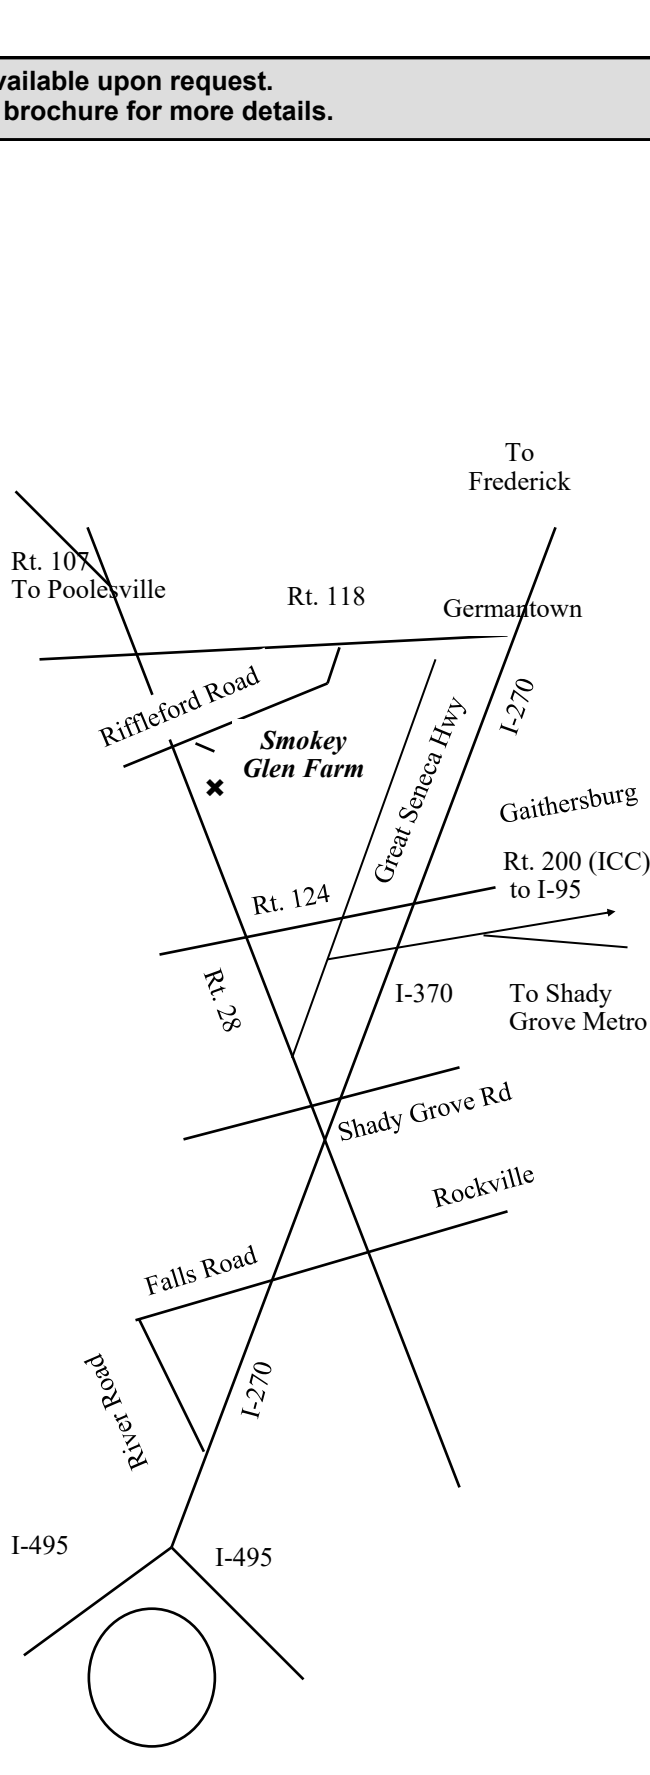 vailable upon request.
brochure for more details.
To
Frederick
Rt. 107
To Poolesville
Rt. 118
Germantown
Riffleford Road
I-270
Smokey
Glen Farm
Great Seneca Hwy
Gaithersburg
Rt. 200 (ICC)
to I-95
Rt. 124
Rt. 28
I-370
To Shady
Grove Metro
Shady Grove Rd
Rockville
Falls Road
River Road
I-270
I-495
I-495